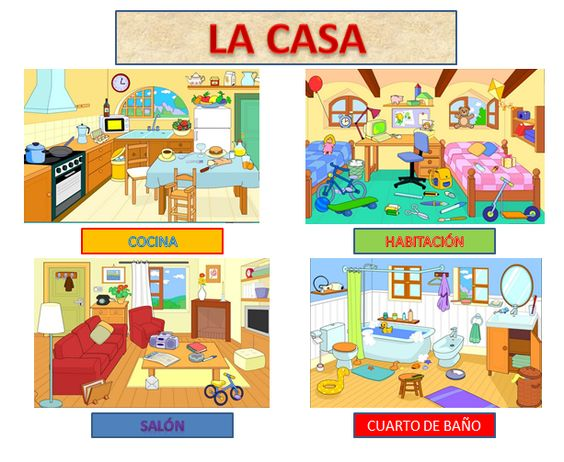 LA CASA
COCINA
HABITACIÓN
SALÓN
CUARTO DE BAÑO